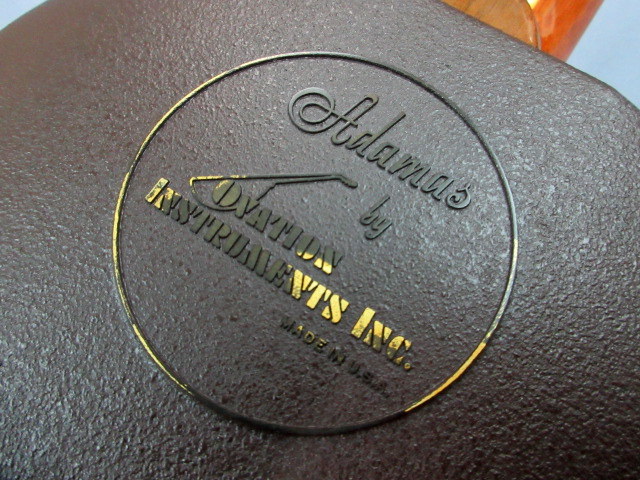 Adamas
by
OVATION
INSTRUMENTS INC.
MADE IN U.S.A.